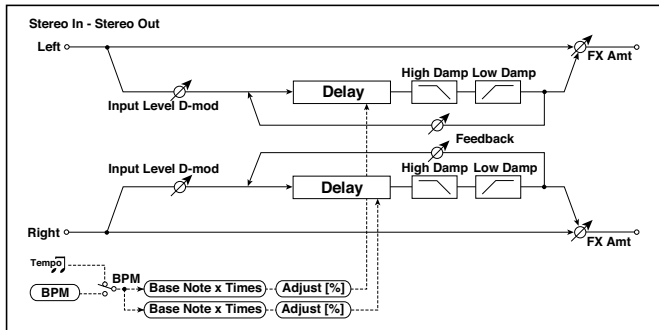 Stereo In - Stereo Out
Left
FX Amt
High Damp Low Damp
Delay
Input Level D-mod
Feedback
Input Level D-mod
High Damp Low Damp
Delay
Right
FX Amt
Tempo
BPM
BPM
Base Note x Times
Adjust [%]
Base Note x Times
Adjust [%]